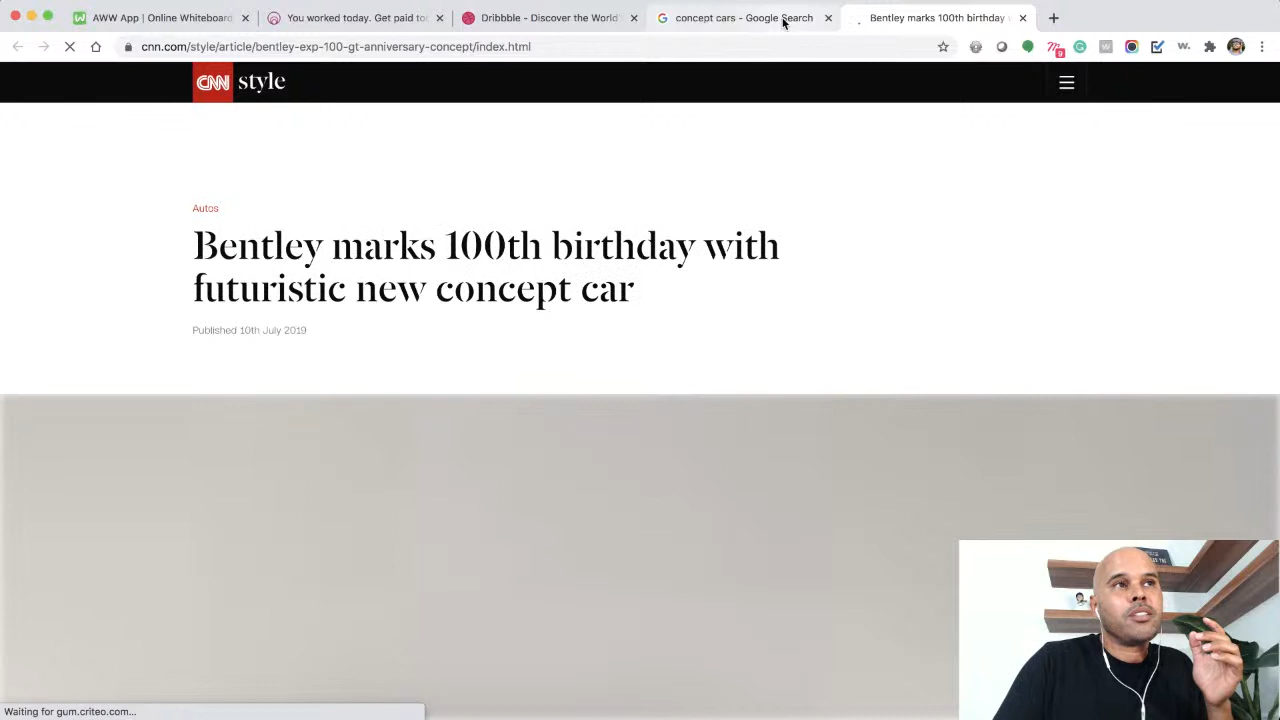 AWW App | Online Whiteboard
You worked today. Get paid to
Dribbble - Discover the World'
concept cars - Google Search
Bentley marks 100th birthday
cnn.com/style/article/bentley-exp-100-gt-anniversary-concept/index.html
9
CNN style
Autos
Bentley marks 100th birthday with
futuristic new concept car
Published 10th July 2019
Waiting for gum.criteo.com...